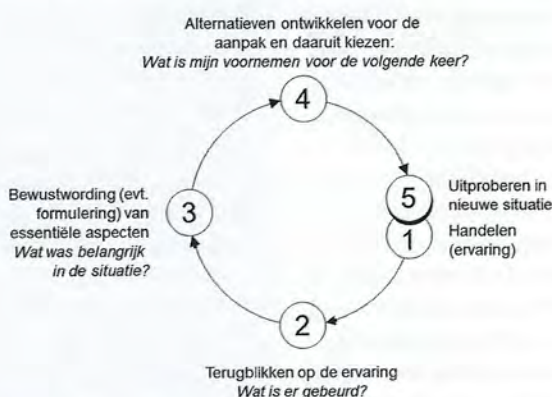 Alternatieven ontwikkelen voor de
aanpak en daaruit kiezen:
Wat is mijn voornemen voor de volgende keer?
4
5
Uitproberen in
nieuwe situatie
1
Handelen
(ervaring)
Bewustwording (evt.
formulering) van
essentiële aspecten
Wat was belangrijk
in de situatie?
3
2
Terugblikken op de ervaring
Wat is er gebeurd?